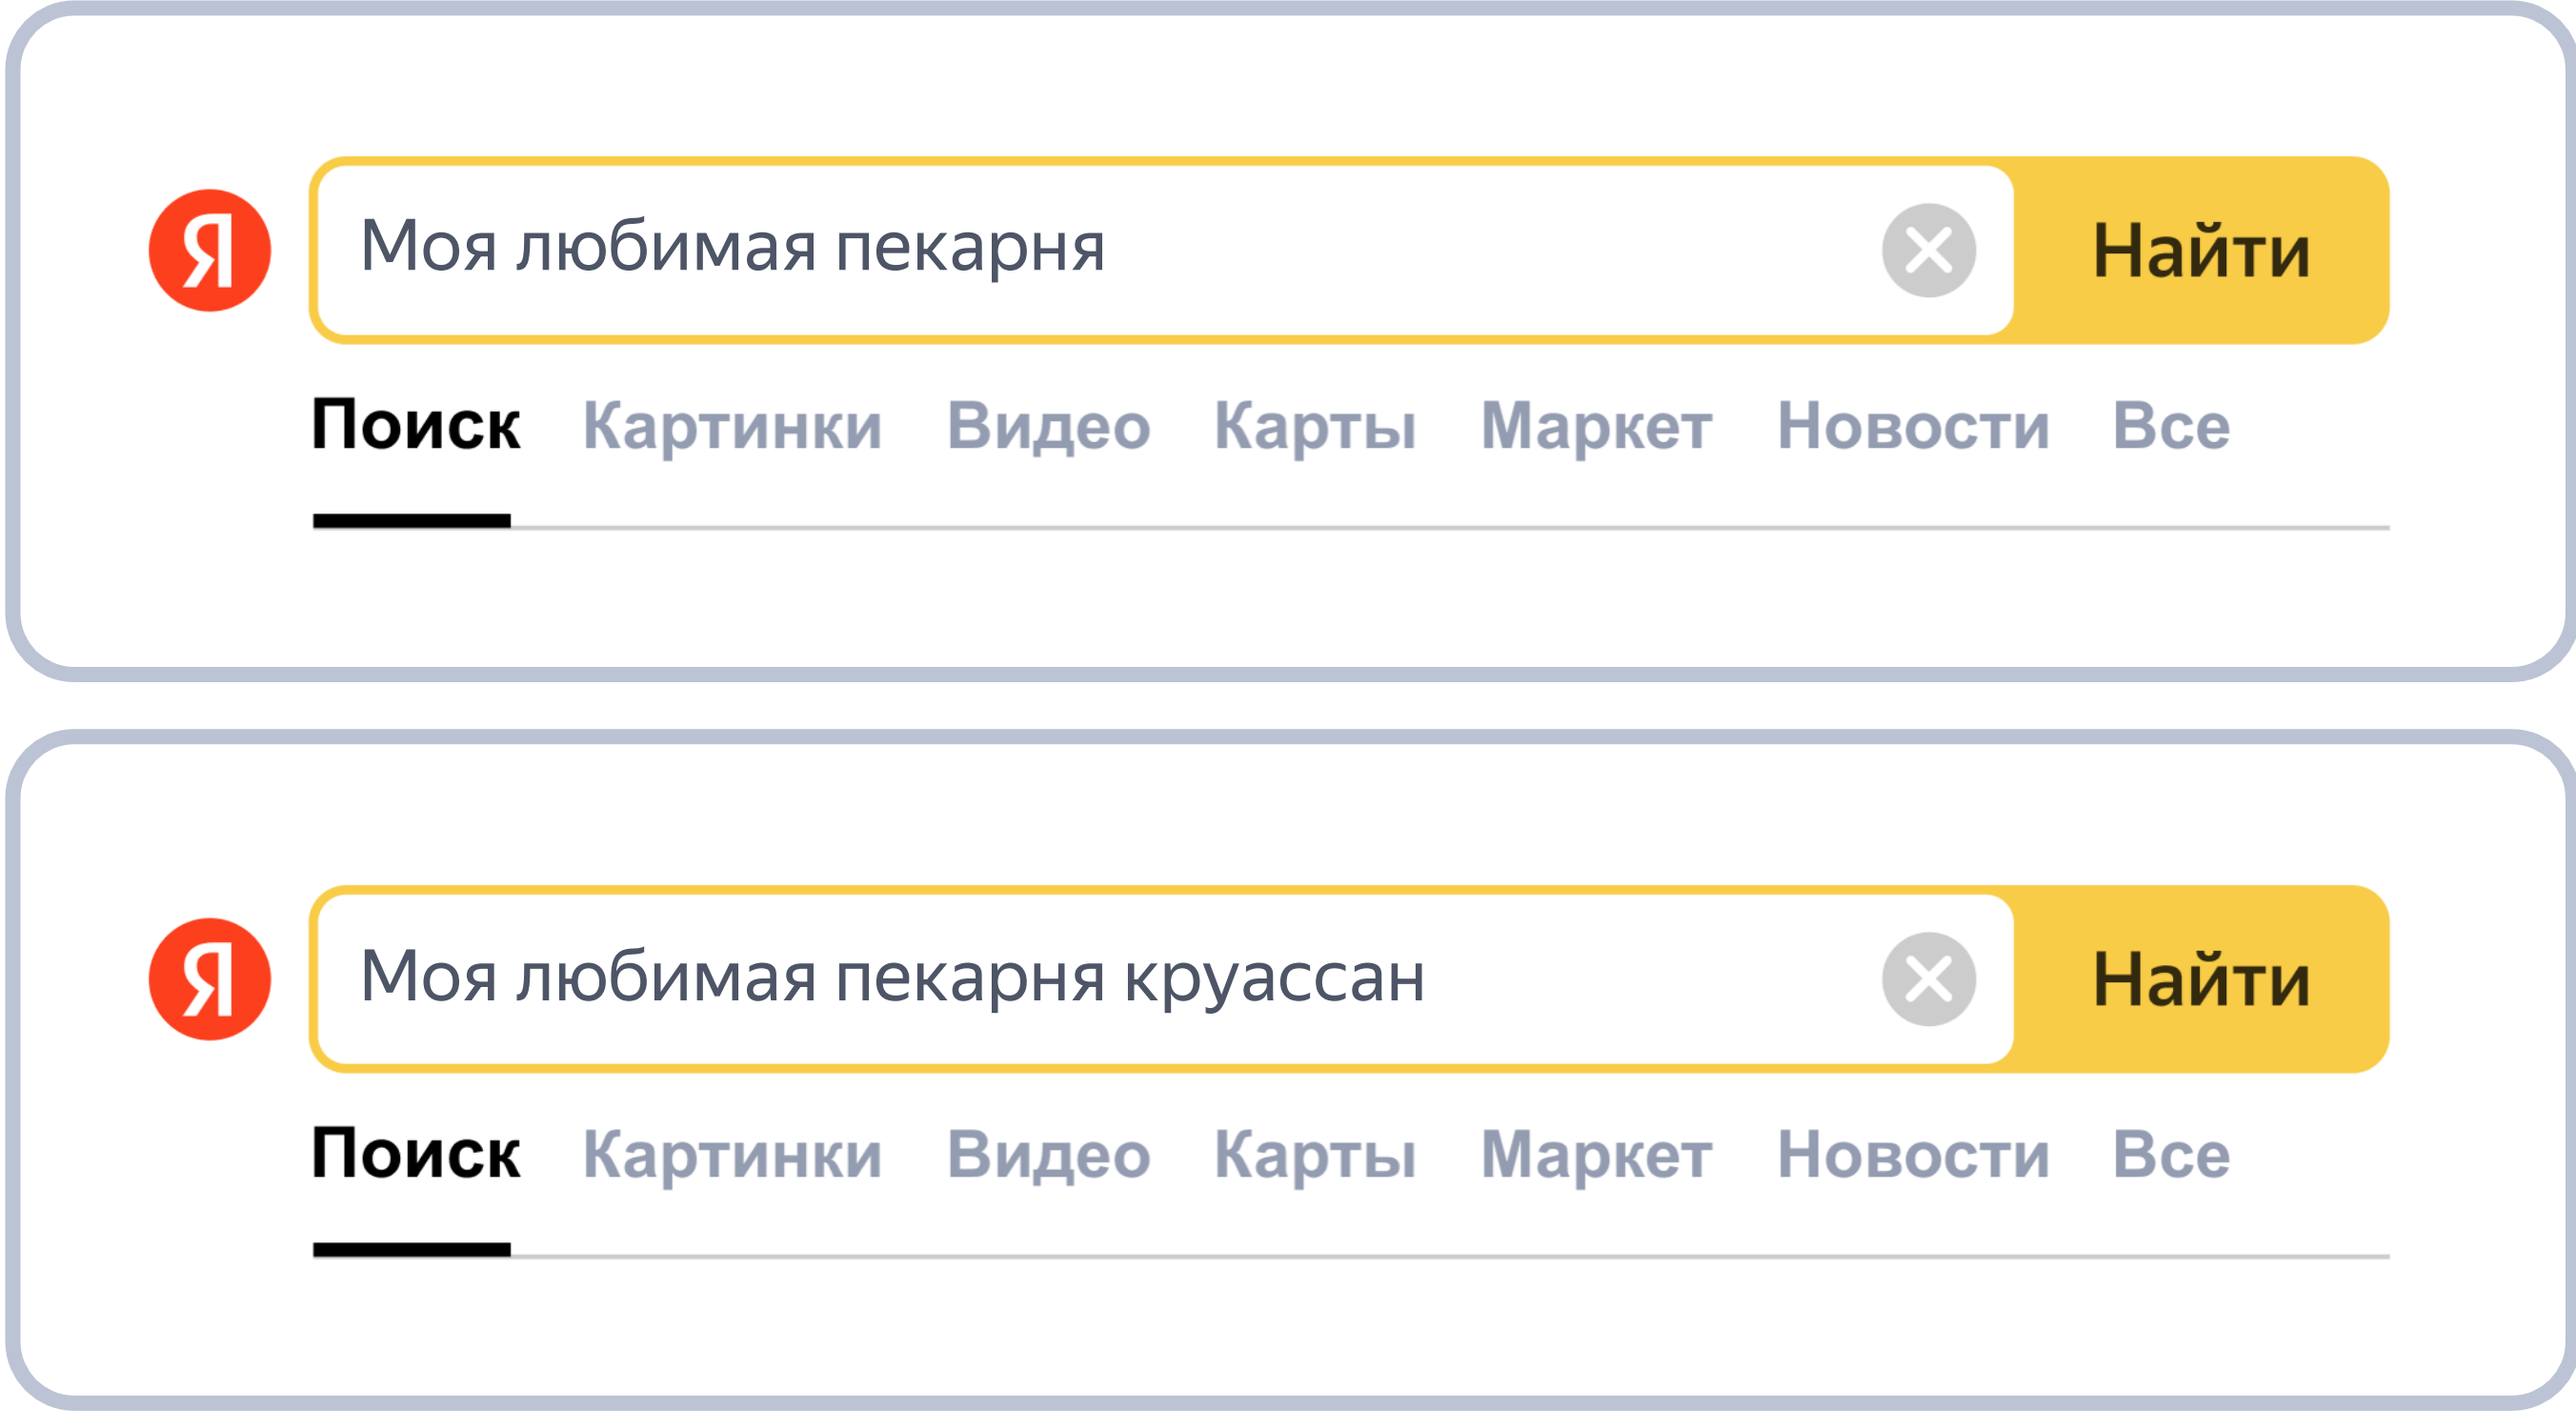 Я Моя любимая пекарня Найти
Поиск Картинки Видео Карты Маркет Новости Все
Я Моя любимая пекарня круассан Найти
Поиск Картинки Видео Карты Маркет Новости Все